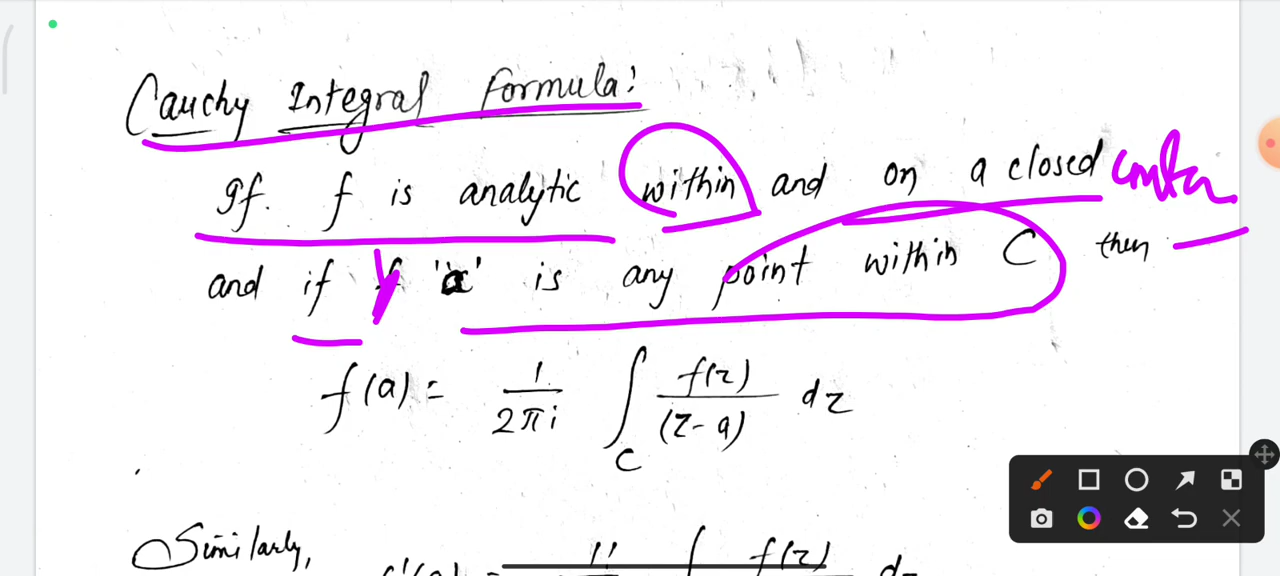 Cauchy Integral Formula:
If. f is analytic within and on a closed
and if 'a' is any point within C then
f(a) = 1/2πi ∫_C f(z)/(z-a) dz
Similarly,
f(z)